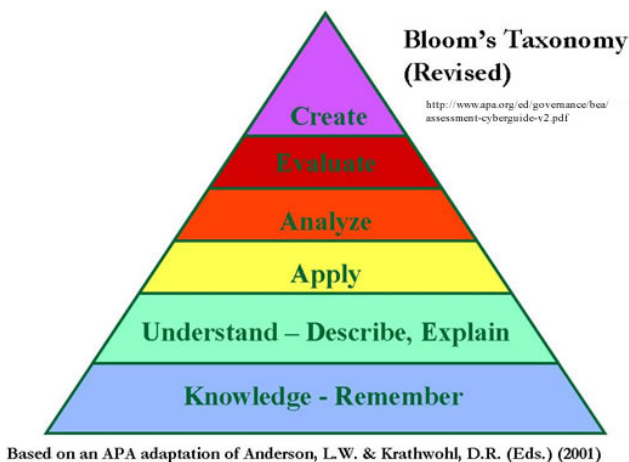 Bloom's Taxonomy
(Revised)
http://www.apa.org/ed/governance/bea/
assessment-cyberguide-v2.pdf
Create
Evaluate
Analyze
Apply
Understand – Describe, Explain
Knowledge - Remember
Based on an APA adaptation of Anderson, L.W. & Krathwohl, D.R. (Eds.) (2001)